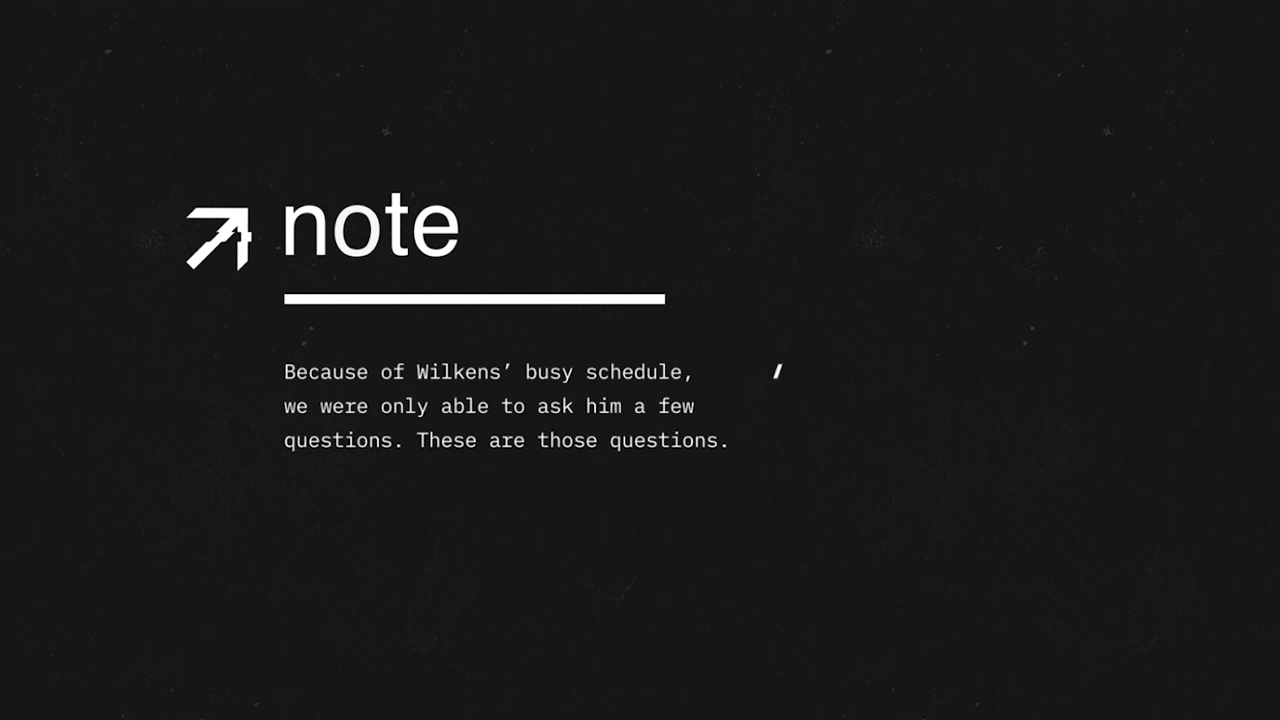 note
Because of Wilkens’ busy schedule,
we were only able to ask him a few
questions. These are those questions.